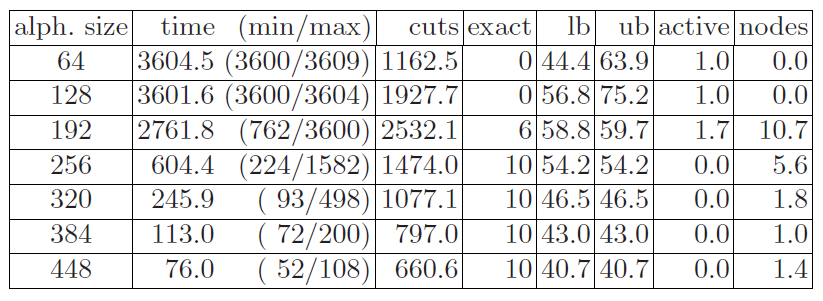 alph. size time (min/max) cuts exact lb ub active nodes
64 3604.5 (3600/3609) 1162.5 0 44.4 63.9 1.0 0.0
128 3601.6 (3600/3604) 1927.7 0 56.8 75.2 1.0 0.0
192 2761.8 (762/3600) 2532.1 6 58.8 59.7 1.7 10.7
256 604.4 (224/1582) 1474.0 10 54.2 54.2 0.0 5.6
320 245.9 ( 93/498) 1077.1 10 46.5 46.5 0.0 1.8
384 113.0 ( 72/200) 797.0 10 43.0 43.0 0.0 1.0
448 76.0 ( 52/108) 660.6 10 40.7 40.7 0.0 1.4